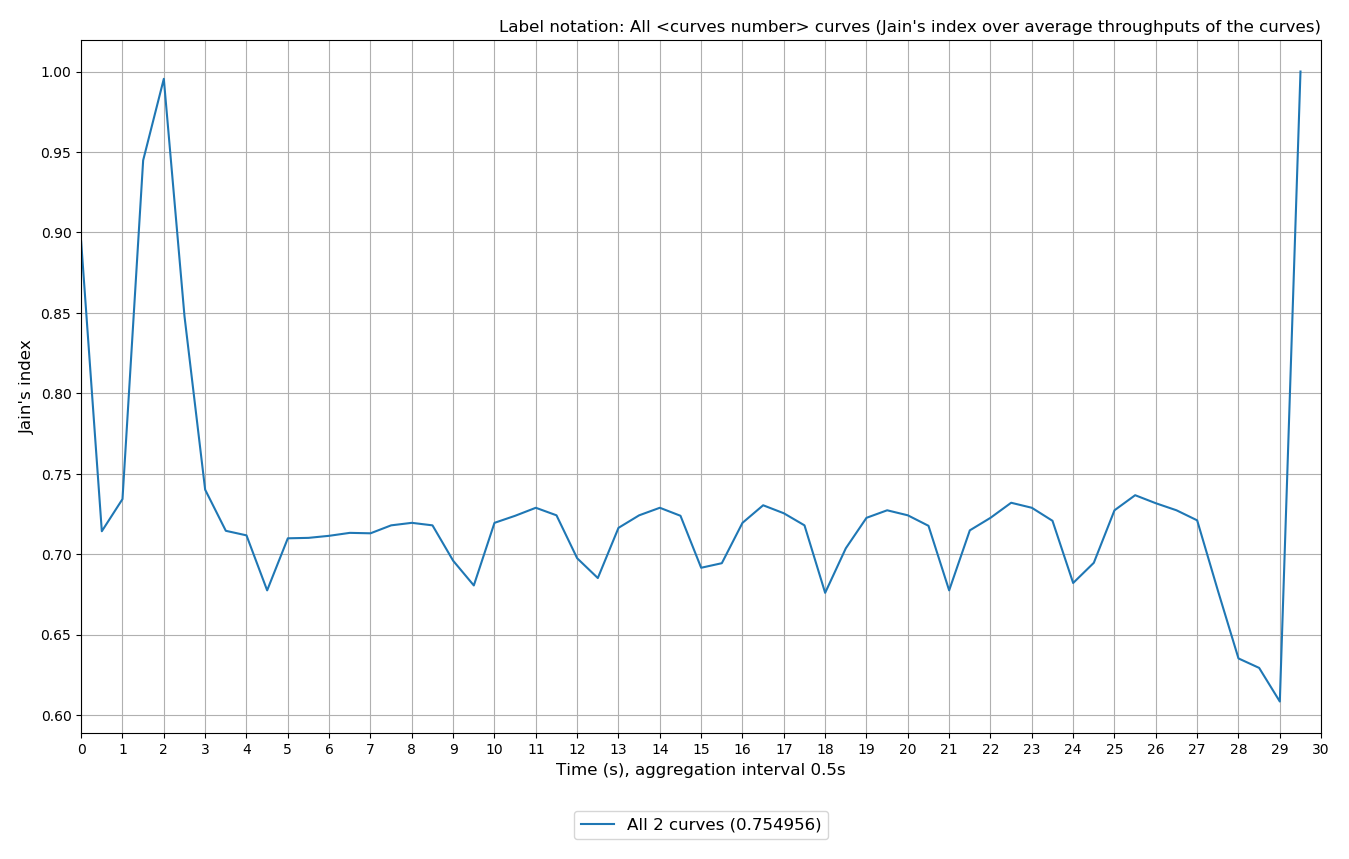 Label notation: All <curves number> curves (Jain's index over average throughputs of the curves)
1.00
0.95
0.90
0.85
0.80
0.75
0.70
0.65
0.60
Jain's index
0 1 2 3 4 5 6 7 8 9 10 11 12 13 14 15 16 17 18 19 20 21 22 23 24 25 26 27 28 29 30
Time (s), aggregation interval 0.5s
All 2 curves (0.754956)